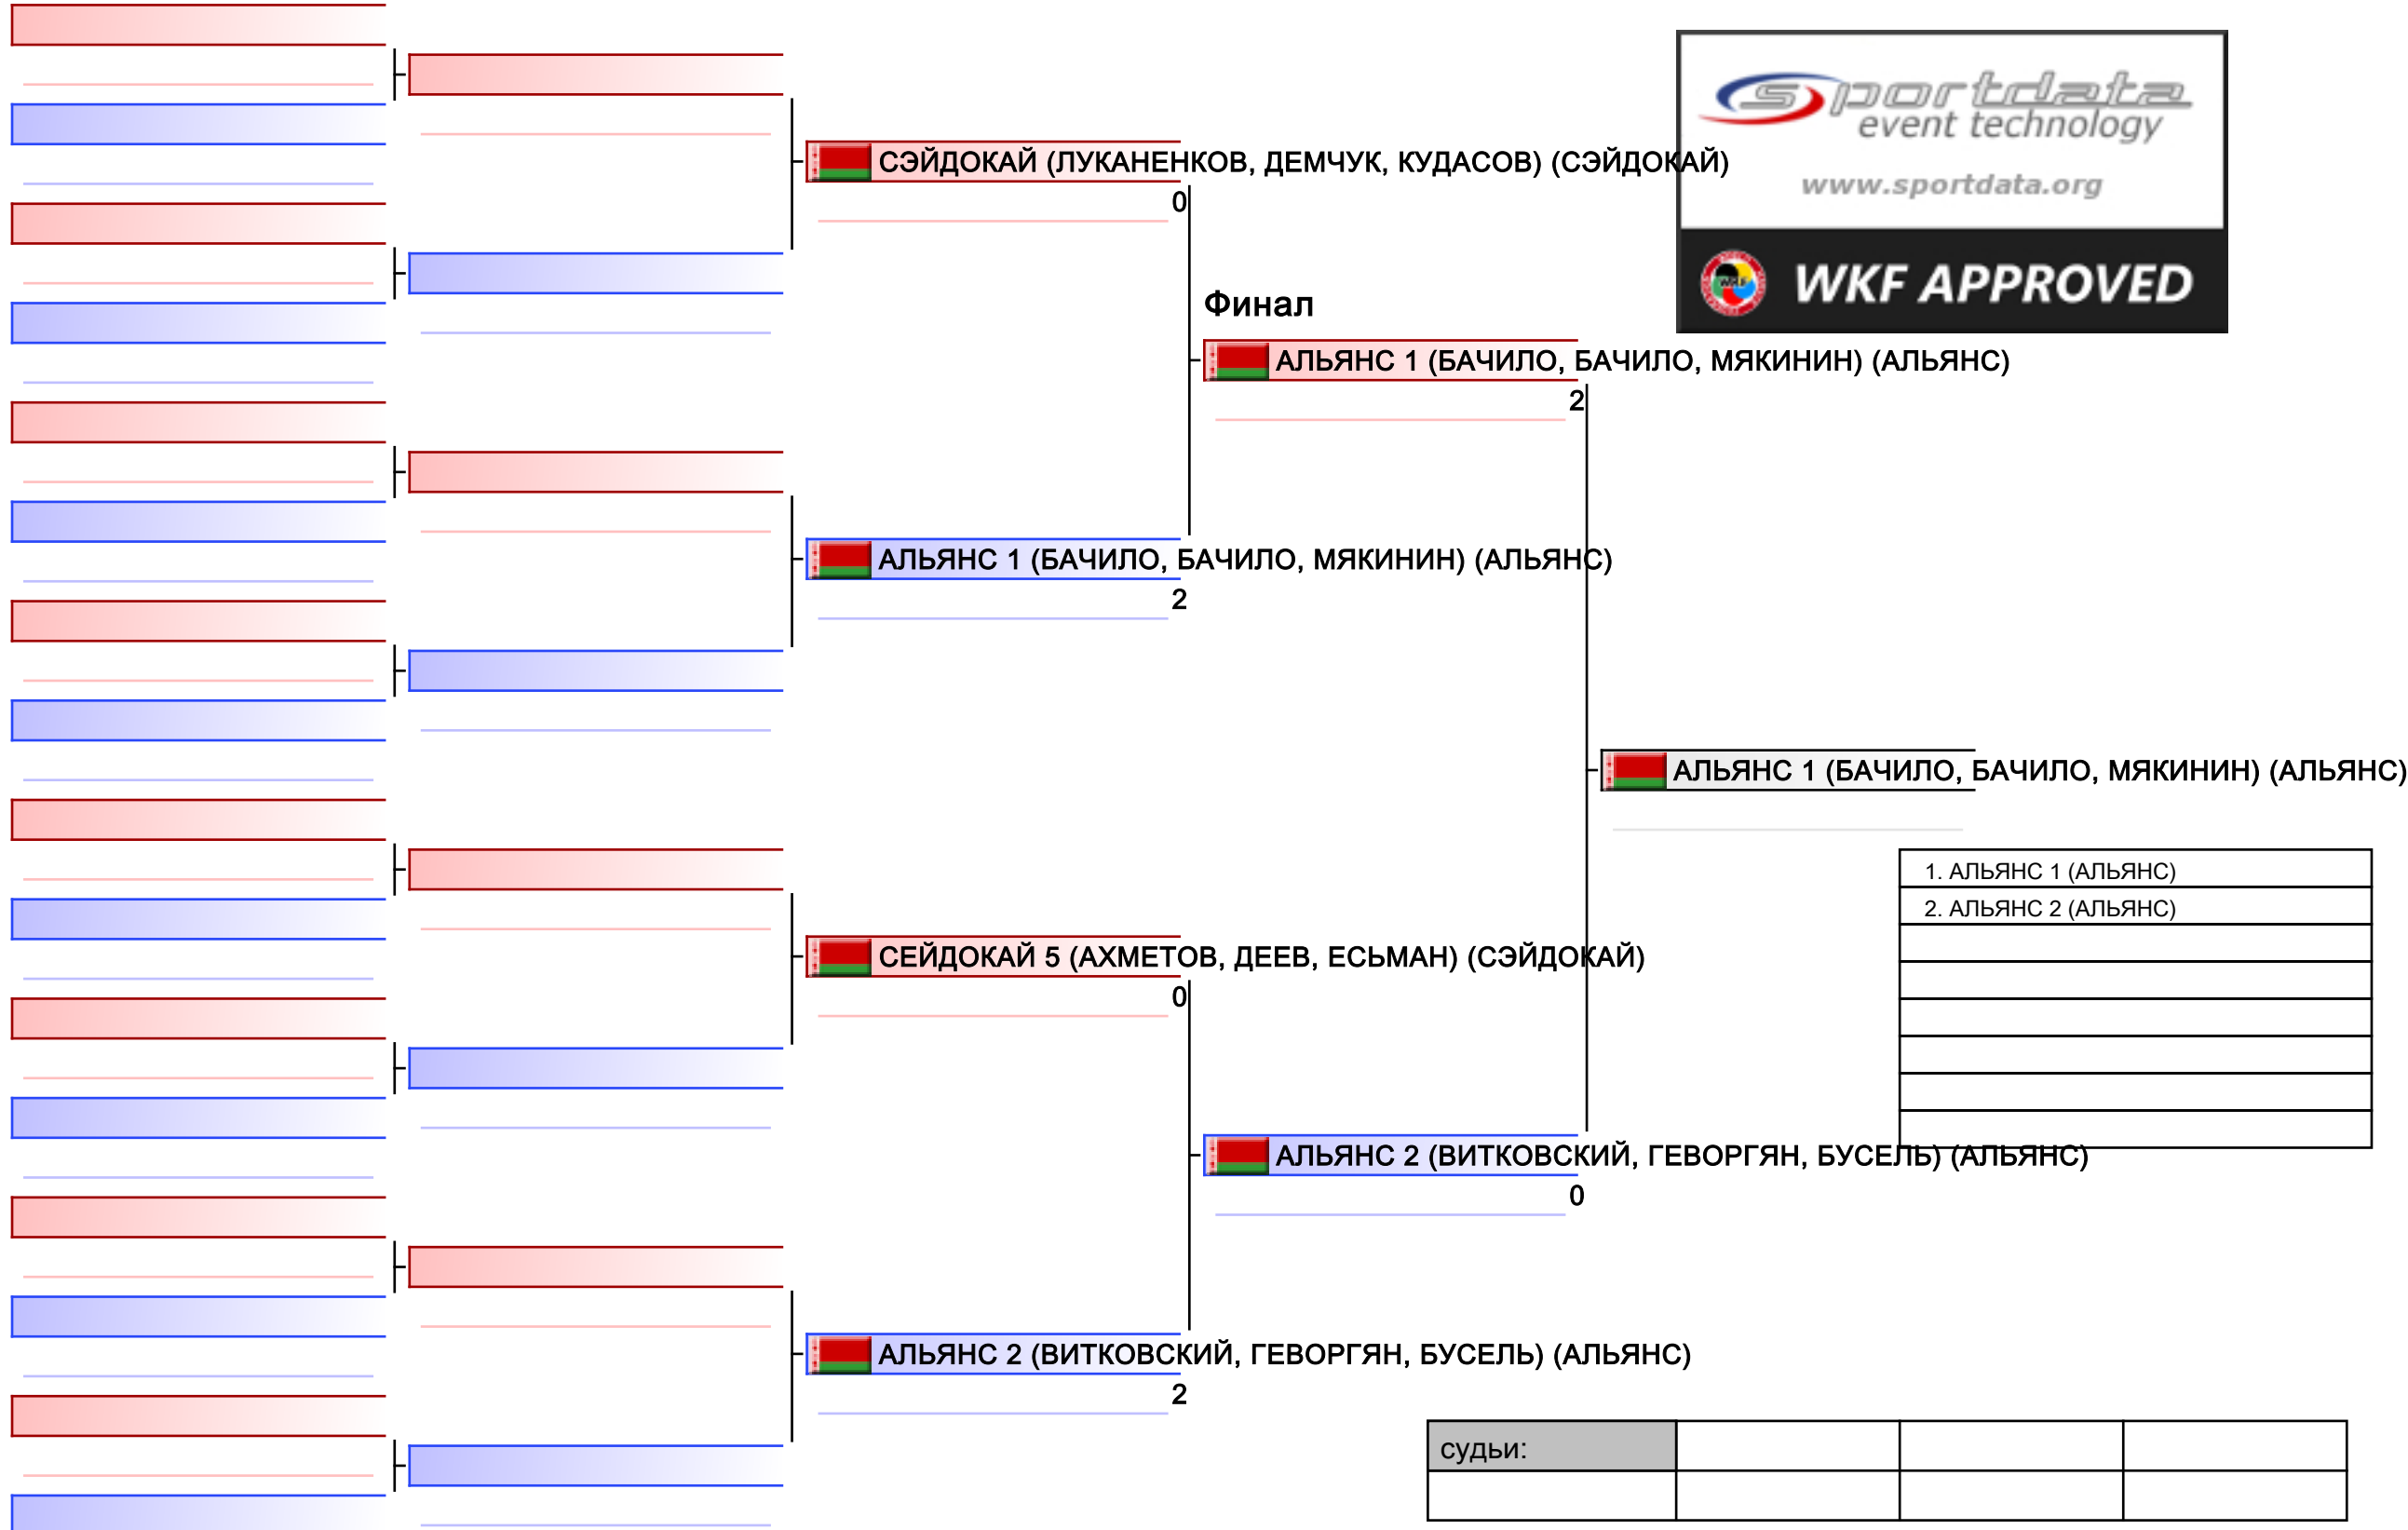 sportdata
event technology
www.sportdata.org
WKF
WKF APPROVED
СЭЙДОКАЙ (ЛУКАНЕНКОВ, ДЕМЧУК, КУДАСОВ) (СЭЙДОКАЙ)
0
Финал
АЛЬЯНС 1 (БАЧИЛО, БАЧИЛО, МЯКИНИН) (АЛЬЯНС)
2
АЛЬЯНС 1 (БАЧИЛО, БАЧИЛО, МЯКИНИН) (АЛЬЯНС)
2
АЛЬЯНС 1 (БАЧИЛО, БАЧИЛО, МЯКИНИН) (АЛЬЯНС)
1. АЛЬЯНС 1 (АЛЬЯНС)
2. АЛЬЯНС 2 (АЛЬЯНС)
СЕЙДОКАЙ 5 (АХМЕТОВ, ДЕЕВ, ЕСЬМАН) (СЭЙДОКАЙ)
0
АЛЬЯНС 2 (ВИТКОВСКИЙ, ГЕВОРГЯН, БУСЕЛЬ) (АЛЬЯНС)
0
АЛЬЯНС 2 (ВИТКОВСКИЙ, ГЕВОРГЯН, БУСЕЛЬ) (АЛЬЯНС)
2
судьи: